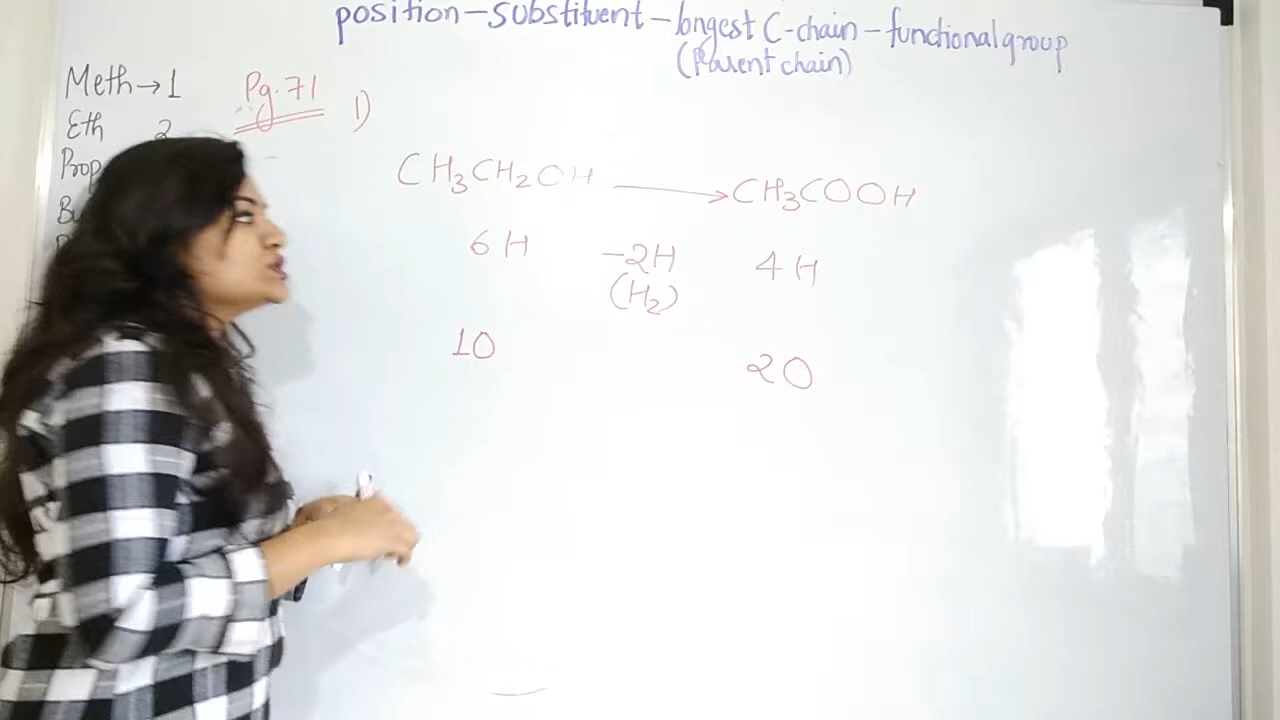 position – substituent – longest C-chain – functional group
(Parent chain)
Meth → 1
Eth 2
Prop
Pg. 71
1)
CH₃CH₂OH → CH₃COOH
6H -2H 4H
(H₂)
1O 2O